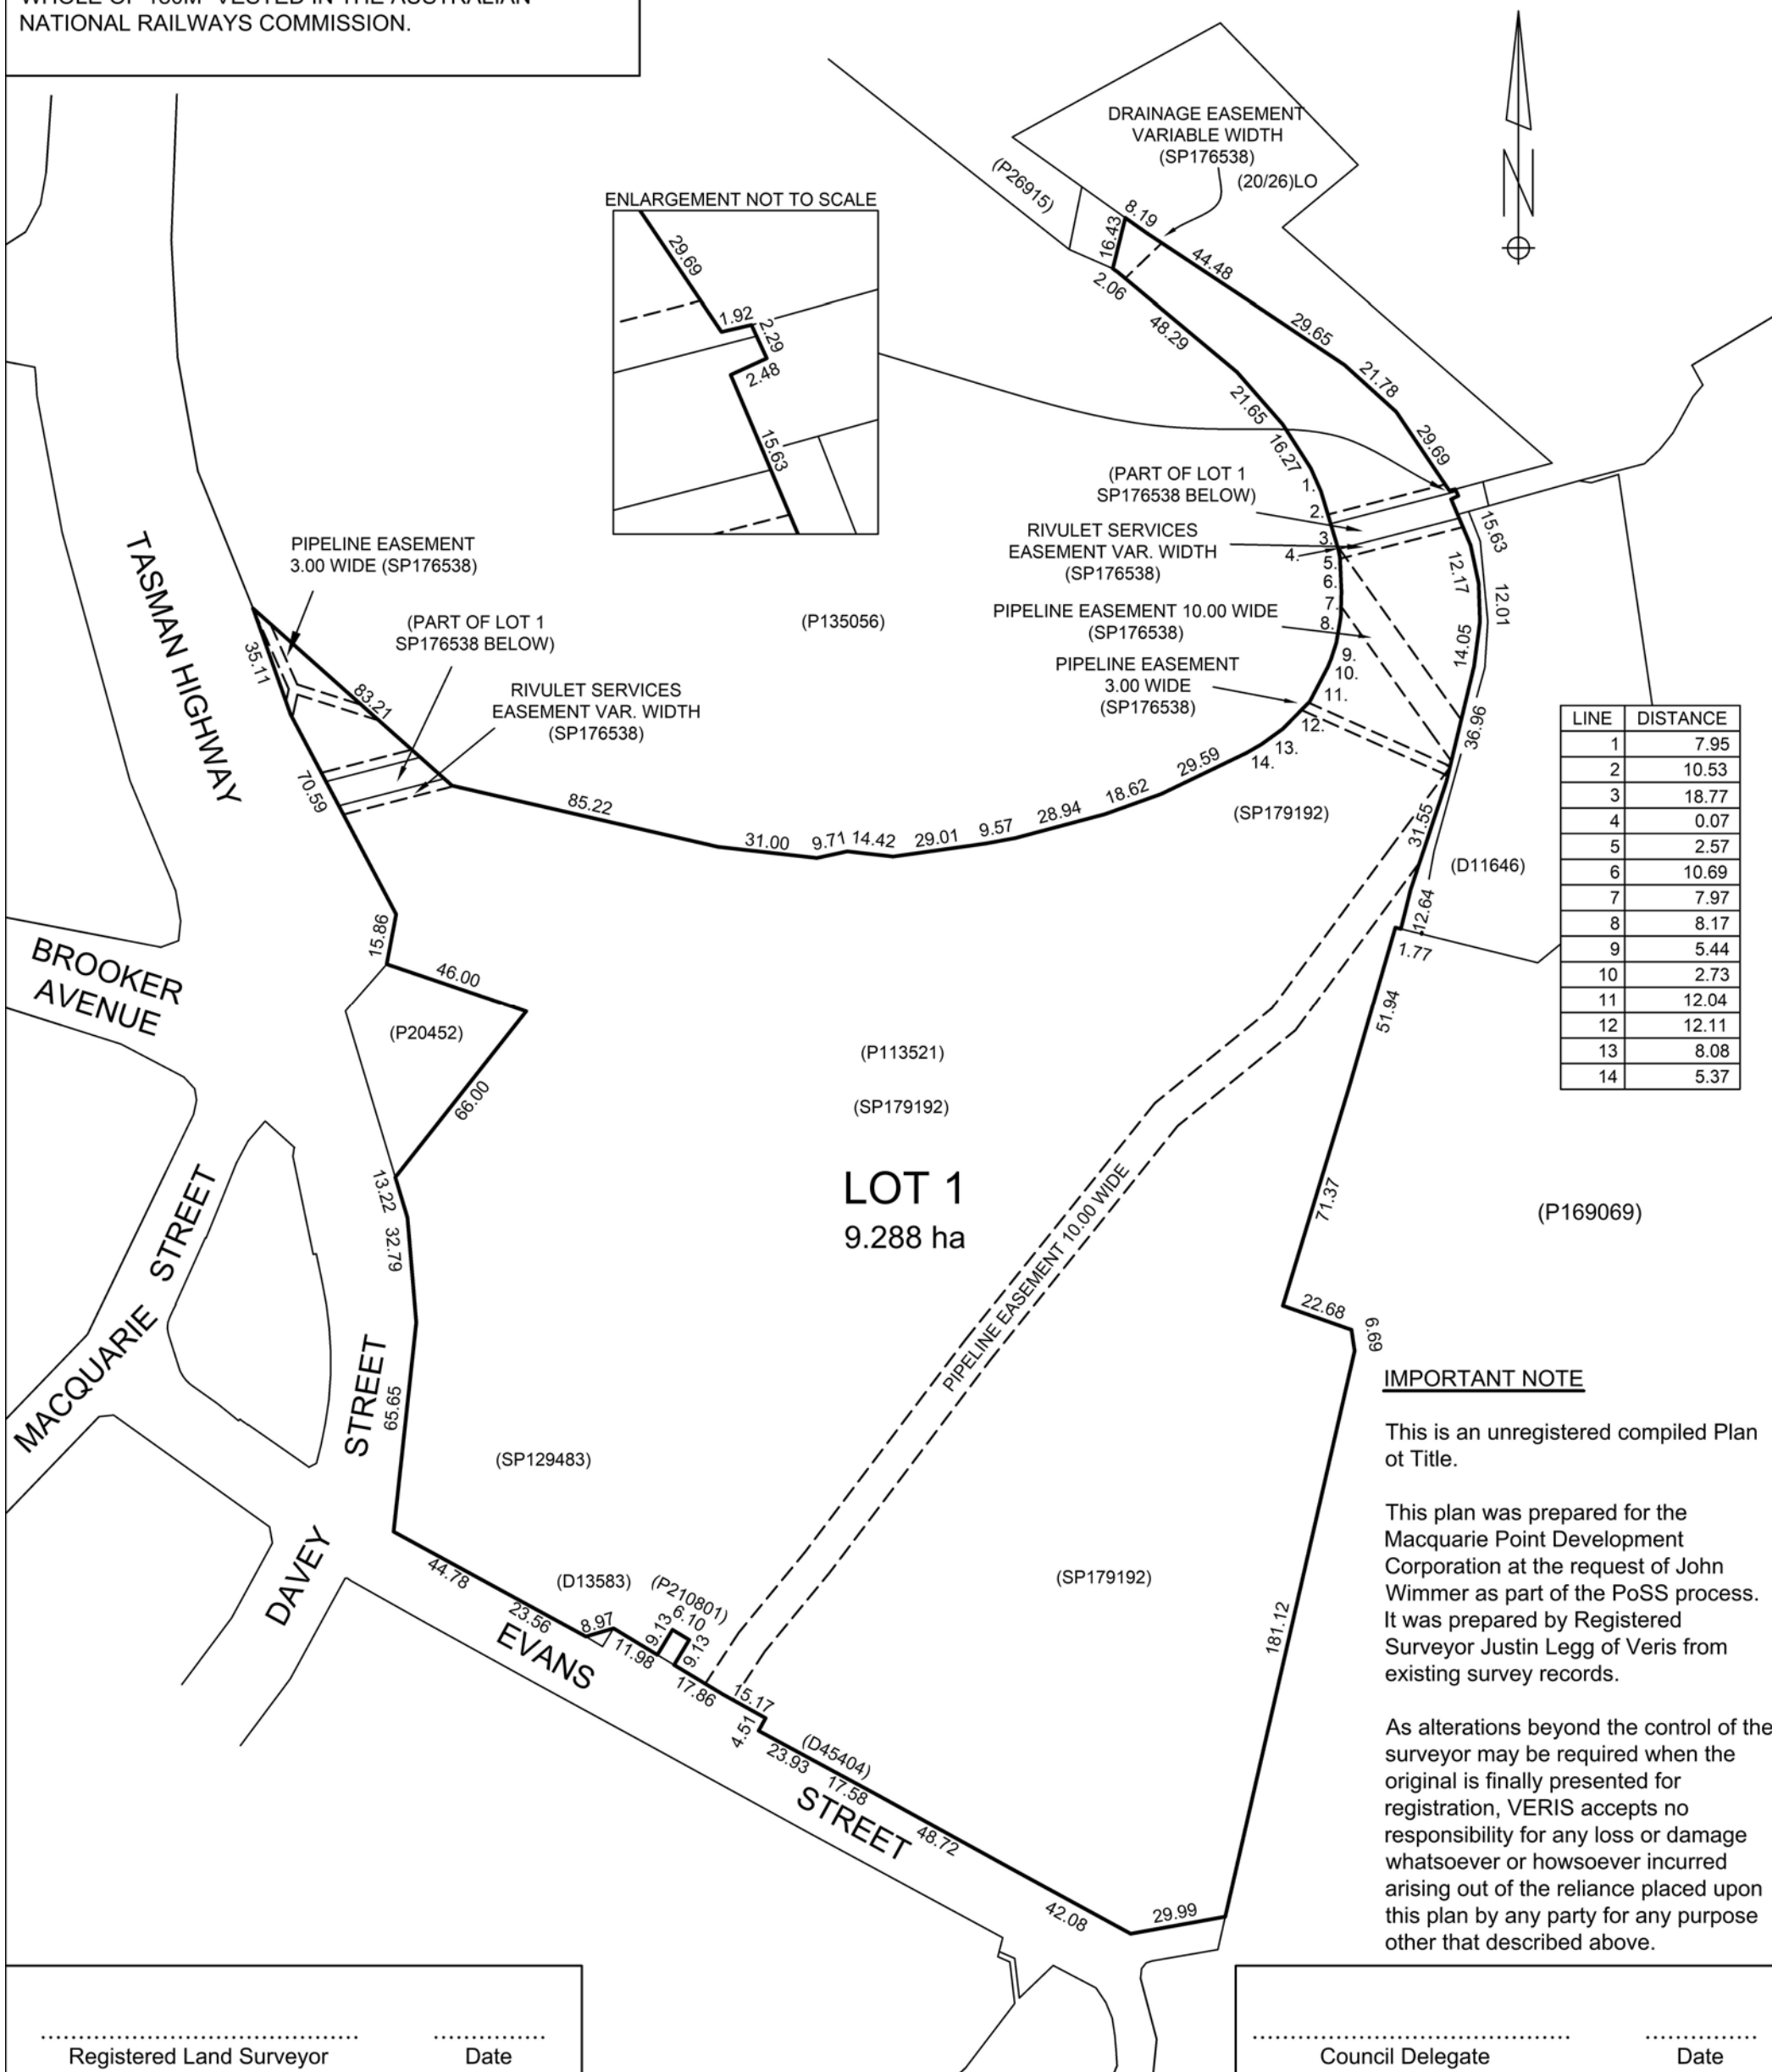 NATIONAL RAILWAYS COMMISSION.
ENLARGEMENT NOT TO SCALE
29.69
1.92
2.29
2.48
15.63
DRAINAGE EASEMENT
VARIABLE WIDTH
(SP176538)
(20/26)LO
(P26915)
N
8.19
16.43
2.06
44.48
48.29
29.65
21.78
21.65
29.69
16.27
1.
2.
3.
4.
5.
6.
7.
8.
9.
10.
11.
12.
13.
14.
(PART OF LOT 1
SP176538 BELOW)
RIVULET SERVICES
EASEMENT VAR. WIDTH
(SP176538)
PIPELINE EASEMENT 10.00 WIDE
(SP176538)
PIPELINE EASEMENT
3.00 WIDE
(SP176538)
15.63
12.17
12.01
14.05
36.96
31.55
12.64
1.77
(P135056)
TASMAN HIGHWAY
PIPELINE EASEMENT
3.00 WIDE (SP176538)
(PART OF LOT 1
SP176538 BELOW)
RIVULET SERVICES
EASEMENT VAR. WIDTH
(SP176538)
35.11
83.21
70.59
85.22
31.00
9.71
14.42
29.01
9.57
28.94
18.62
29.59
(SP179192)
(D11646)
LINE DISTANCE
1 7.95
2 10.53
3 18.77
4 0.07
5 2.57
6 10.69
7 7.97
8 8.17
9 5.44
10 2.73
11 12.04
12 12.11
13 8.08
14 5.37
15.86
46.00
BROOKER
AVENUE
(P20452)
66.00
(P113521)
(SP179192)
51.94
LOT 1
9.288 ha
PIPELINE EASEMENT 10.00 WIDE
71.37
(P169069)
13.22
32.79
MACQUARIE STREET
22.68
6.69
65.65
DAVEY STREET
(SP129483)
(SP179192)
181.12
44.78
23.56
8.97
(D13583)
(P210801)
11.98
9.13
6.10
9.13
17.86
15.17
4.51
23.93
(D45404)
17.58
48.72
42.08
29.99
EVANS STREET
IMPORTANT NOTE
This is an unregistered compiled Plan
ot Title.
This plan was prepared for the
Macquarie Point Development
Corporation at the request of John
Wimmer as part of the PoSS process.
It was prepared by Registered
Surveyor Justin Legg of Veris from
existing survey records.
As alterations beyond the control of the
surveyor may be required when the
original is finally presented for
registration, VERIS accepts no
responsibility for any loss or damage
whatsoever or howsoever incurred
arising out of the reliance placed upon
this plan by any party for any purpose
other that described above.
Registered Land Surveyor Date
Council Delegate Date